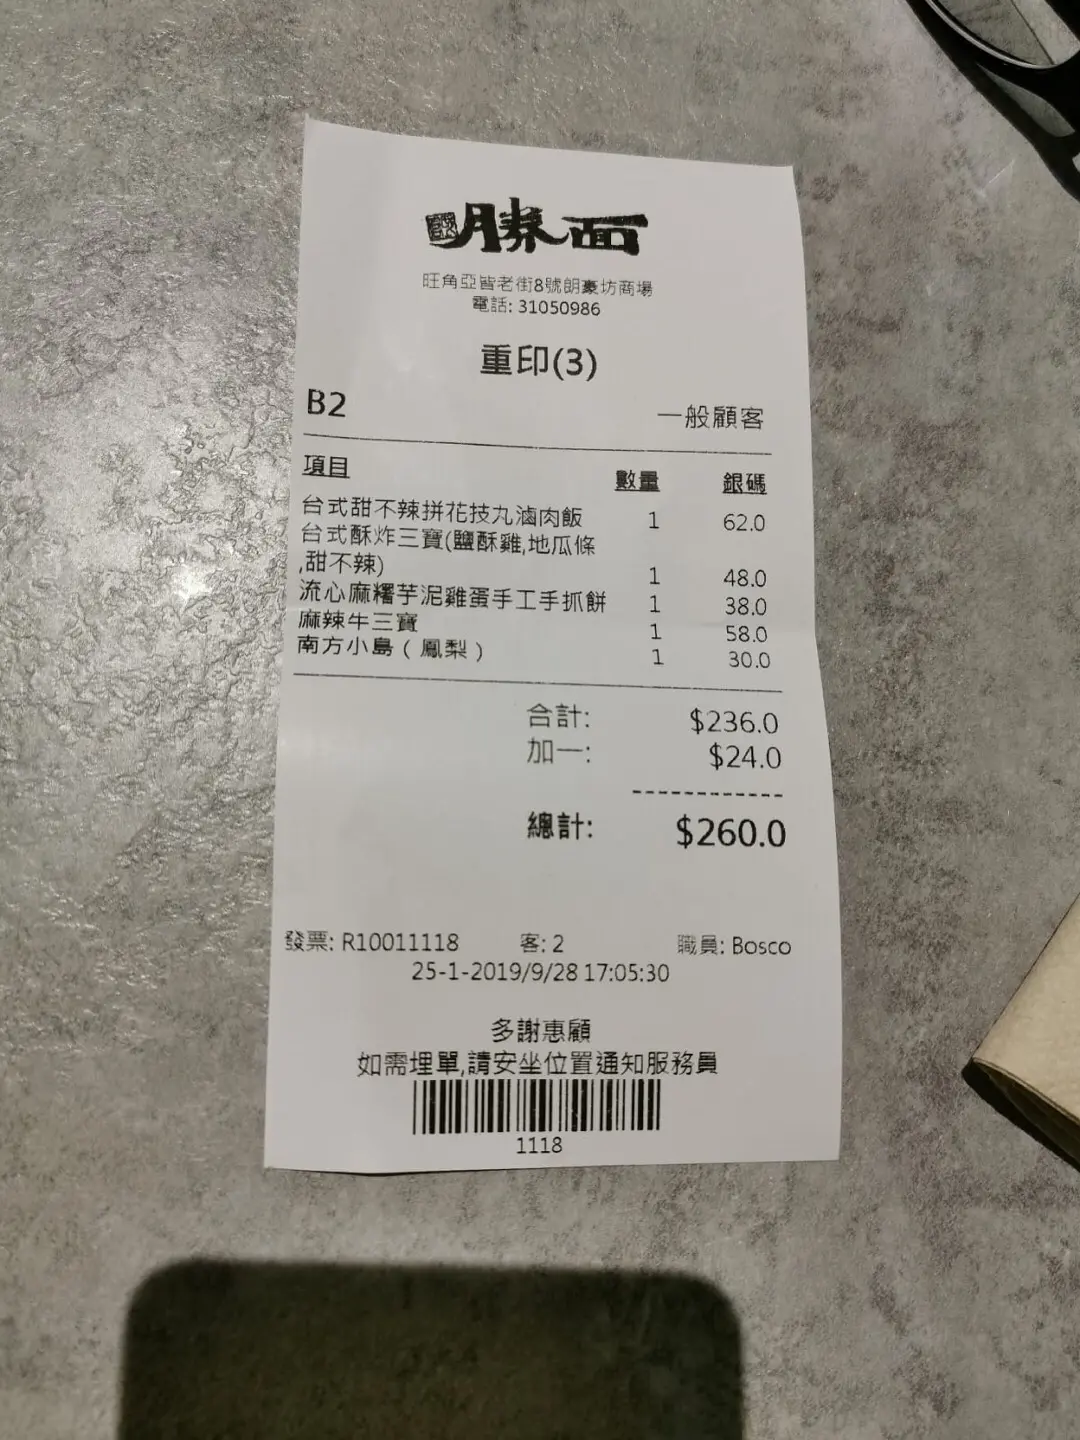 勝面
旺角亞皆老街8號朗豪坊商場
電話: 31050986
重印(3)
B2 一般顧客
項目 數量 銀碼
台式甜不辣拼花技丸滷肉飯 1 62.0
台式酥炸三寶(鹽酥雞,地瓜條
,甜不辣) 1 48.0
流心麻糬芋泥雞蛋手工手抓餅 1 38.0
麻辣牛三寶 1 58.0
南方小島（鳳梨） 1 30.0
合計: $236.0
加一: $24.0
------------
總計: $260.0
發票: R10011118 客: 2 職員: Bosco
25-1-2019/9/28 17:05:30
多謝惠顧
如需埋單,請安坐位置通知服務員
1118